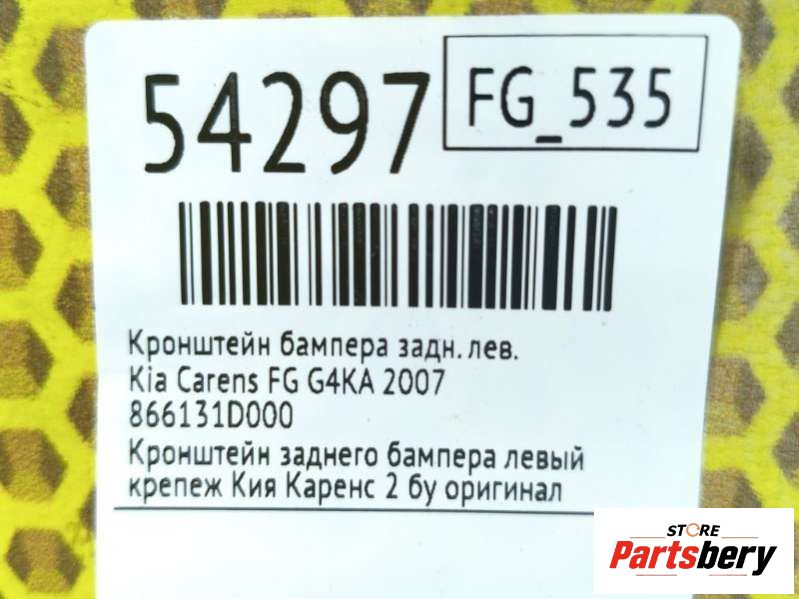 54297
FG_535
Кронштейн бампера задн. лев.
Kia Carens FG G4KA 2007
866131D000
Кронштейн заднего бампера левый
крепеж Кия Каренс 2 бу оригинал
STORE
Partsbery